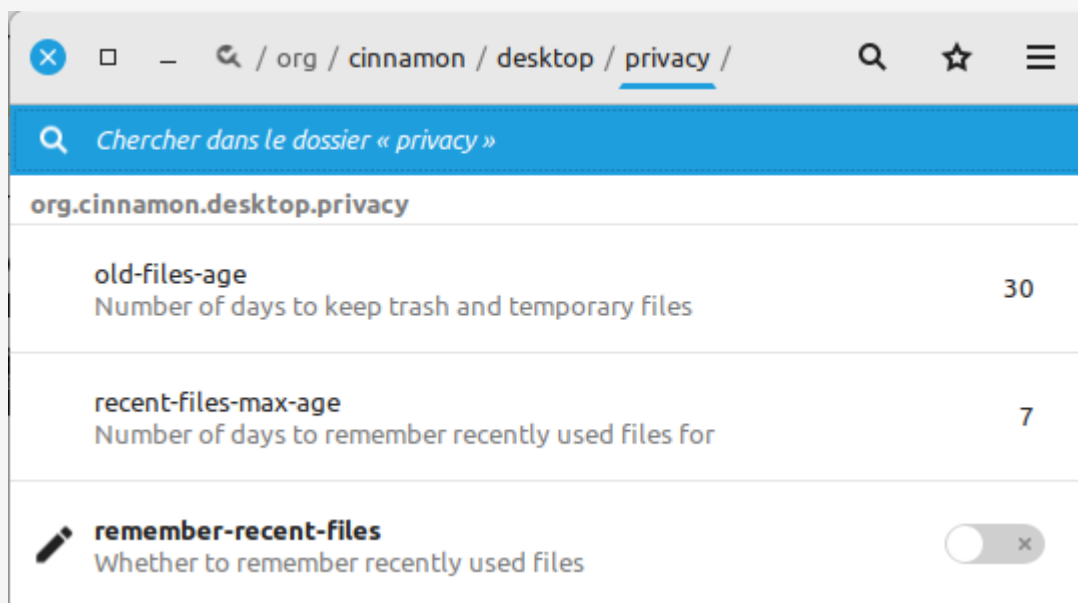 / org / cinnamon / desktop / privacy /
Chercher dans le dossier « privacy »
org.cinnamon.desktop.privacy
old-files-age
Number of days to keep trash and temporary files
30
recent-files-max-age
Number of days to remember recently used files for
7
remember-recent-files
Whether to remember recently used files